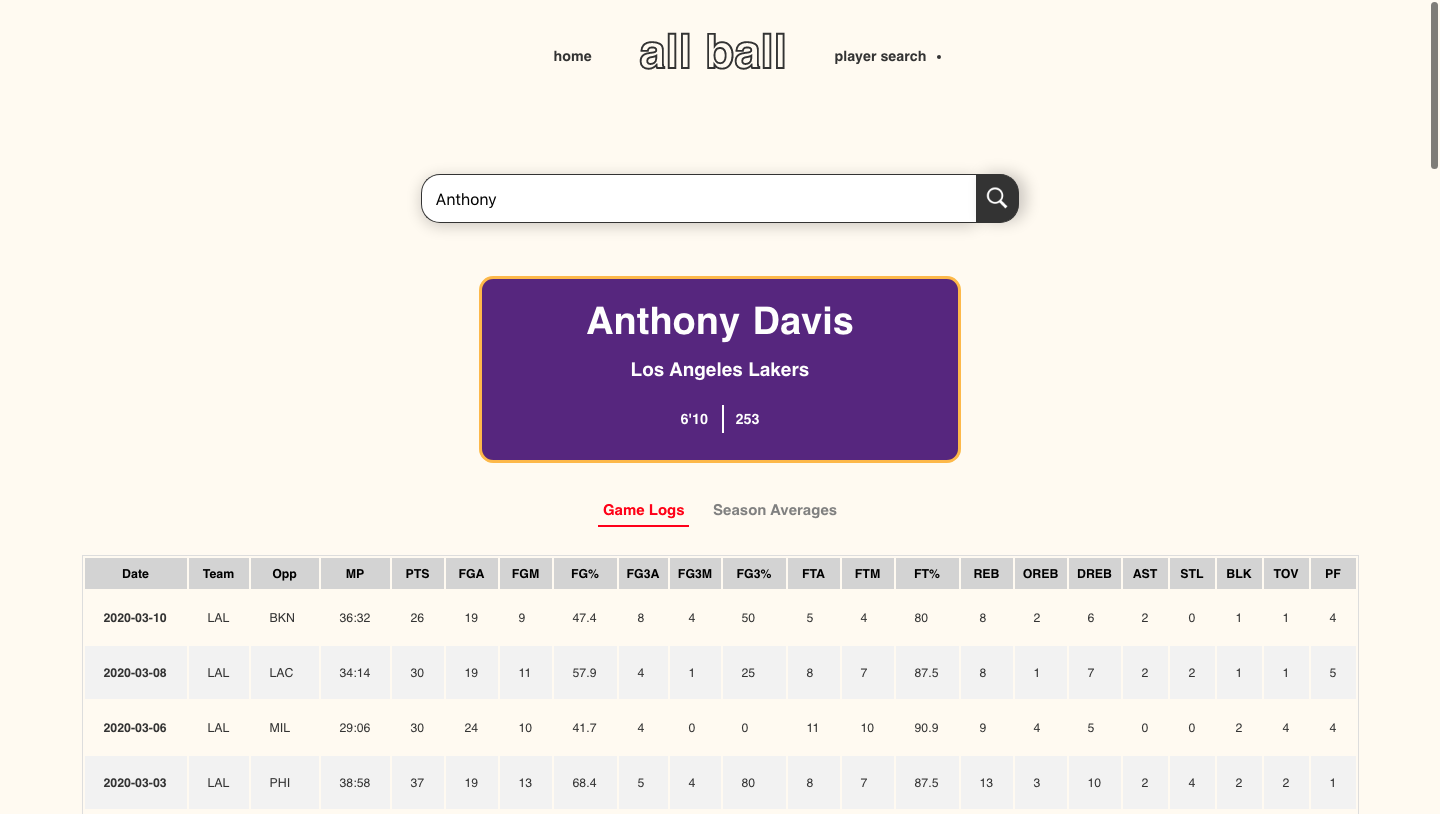 home all ball player search •
Anthony
Anthony Davis
Los Angeles Lakers
6'10 253
Game Logs Season Averages
Date Team Opp MP PTS FGA FGM FG% FG3A FG3M FG3% FTA FTM FT% REB OREB DREB AST STL BLK TOV PF
2020-03-10 LAL BKN 36:32 26 19 9 47.4 8 4 50 5 4 80 8 2 6 2 0 1 1 4
2020-03-08 LAL LAC 34:14 30 19 11 57.9 4 1 25 8 7 87.5 8 1 7 2 2 1 1 5
2020-03-06 LAL MIL 29:06 30 24 10 41.7 4 0 0 11 10 90.9 9 4 5 0 0 2 4 4
2020-03-03 LAL PHI 38:58 37 19 13 68.4 5 4 80 8 7 87.5 13 3 10 2 4 2 2 1